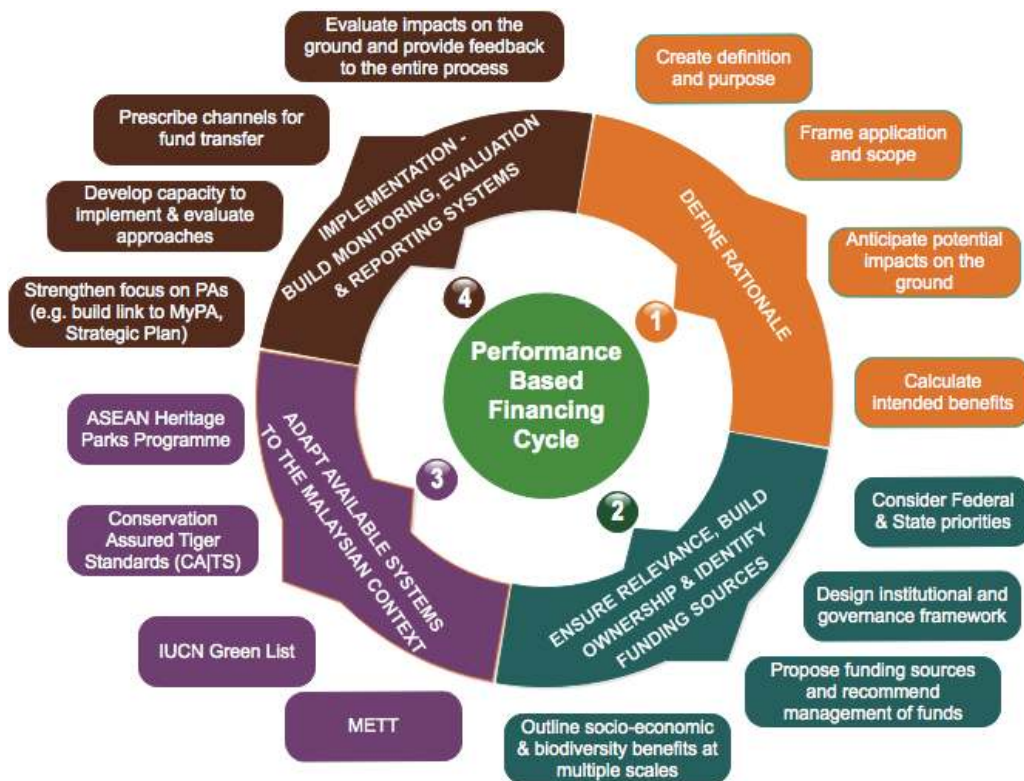 Evaluate impacts on the
ground and provide feedback
to the entire process
Prescribe channels for
fund transfer
Develop capacity to
implement & evaluate
approaches
Strengthen focus on PAs
(e.g. build link to MyPA,
Strategic Plan)
IMPLEMENTATION -
BUILD MONITORING, EVALUATION
& REPORTING SYSTEMS
4
Create definition
and purpose
Frame application
and scope
Anticipate potential
impacts on the
ground
Calculate
intended benefits
DEFINE RATIONALE
1
Performance
Based
Financing
Cycle
Consider Federal
& State priorities
Design institutional and
governance framework
Propose funding sources
and recommend
management of funds
Outline socio-economic
& biodiversity benefits at
multiple scales
ENSURE RELEVANCE, BUILD
OWNERSHIP & IDENTIFY
FUNDING SOURCES
2
ASEAN Heritage
Parks Programme
Conservation
Assured Tiger
Standards (CA|TS)
IUCN Green List
METT
ADAPT AVAILABLE SYSTEMS
TO THE MALAYSIAN CONTEXT
3